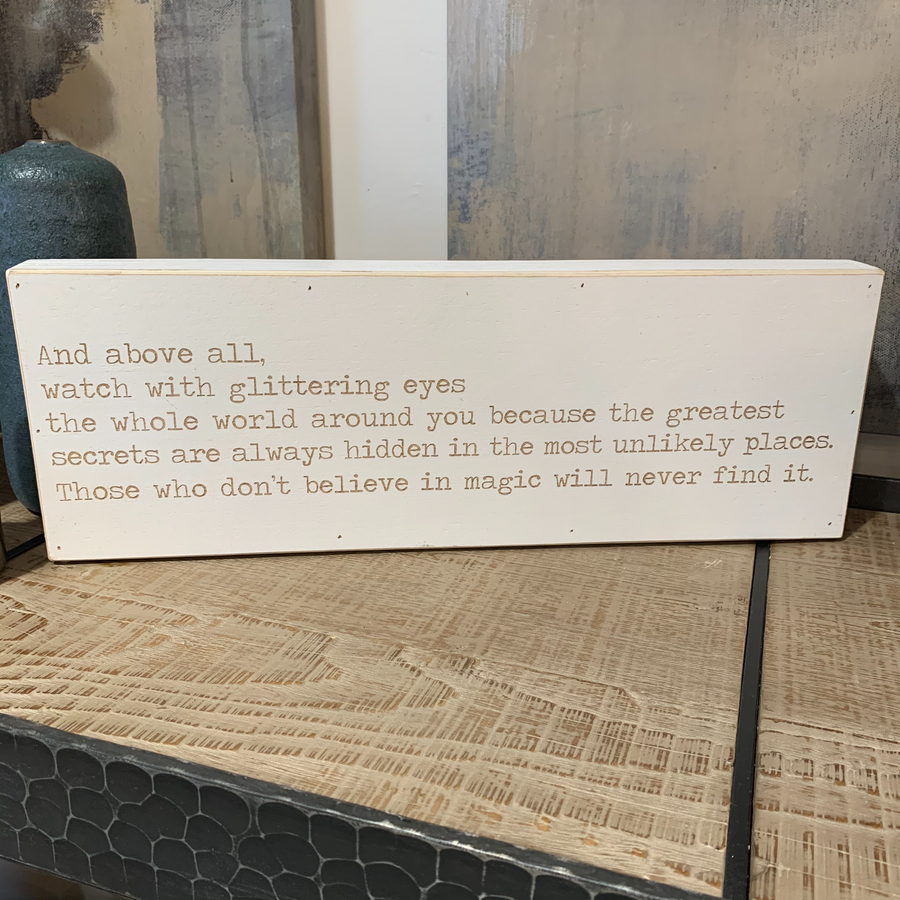 And above all,
watch with glittering eyes
the whole world around you because the greatest
secrets are always hidden in the most unlikely places.
Those who don't believe in magic will never find it.